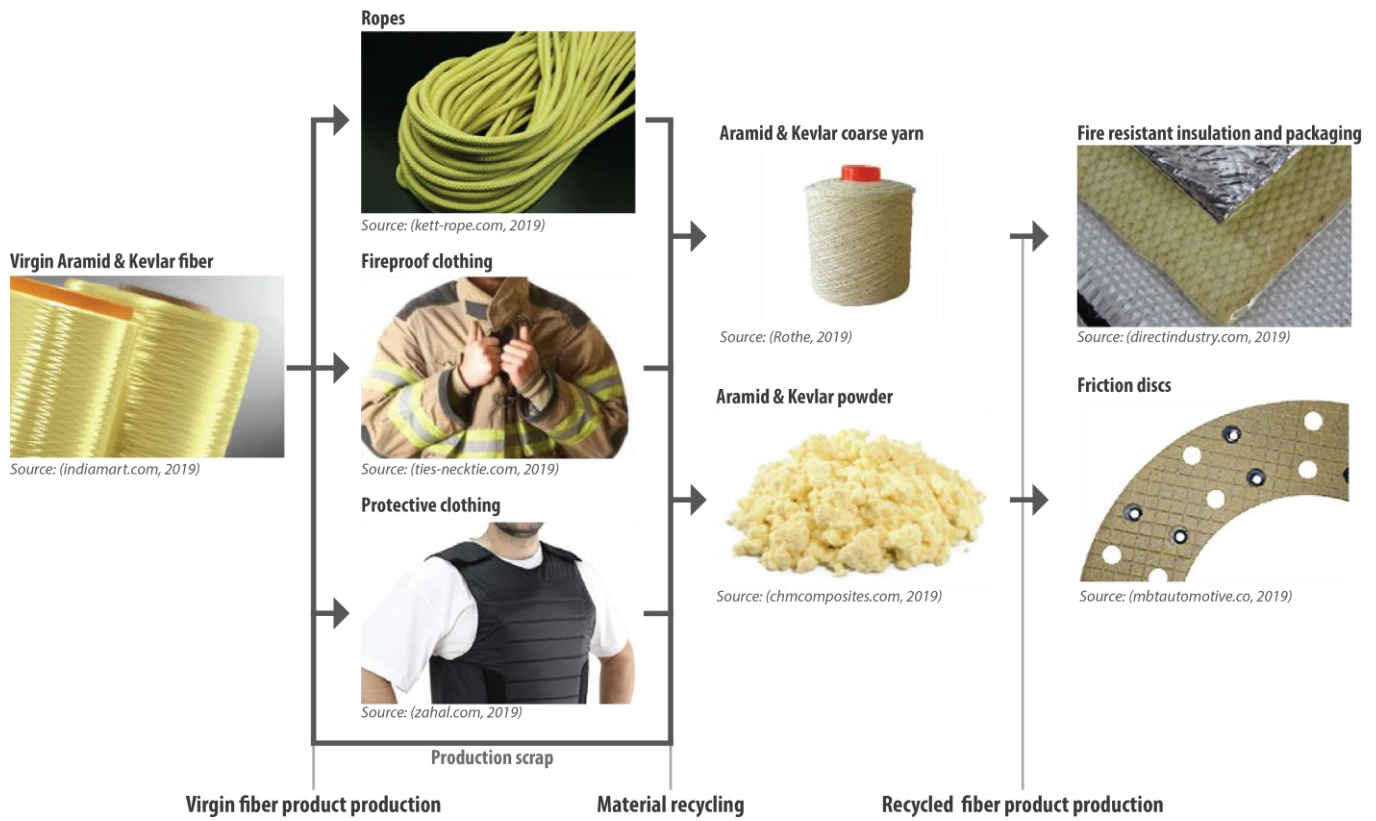 Ropes
Source: (kett-rope.com, 2019)
Virgin Aramid & Kevlar fiber
Source: (indiamart.com, 2019)
Fireproof clothing
Source: (ties-necktie.com, 2019)
Protective clothing
Source: (zahal.com, 2019)
Aramid & Kevlar coarse yarn
Source: (Rothe, 2019)
Aramid & Kevlar powder
Source: (chmcomposites.com, 2019)
Fire resistant insulation and packaging
Source: (directindustry.com, 2019)
Friction discs
Source: (mbtautomotive.co, 2019)
Production scrap
Virgin fiber product production
Material recycling
Recycled fiber product production